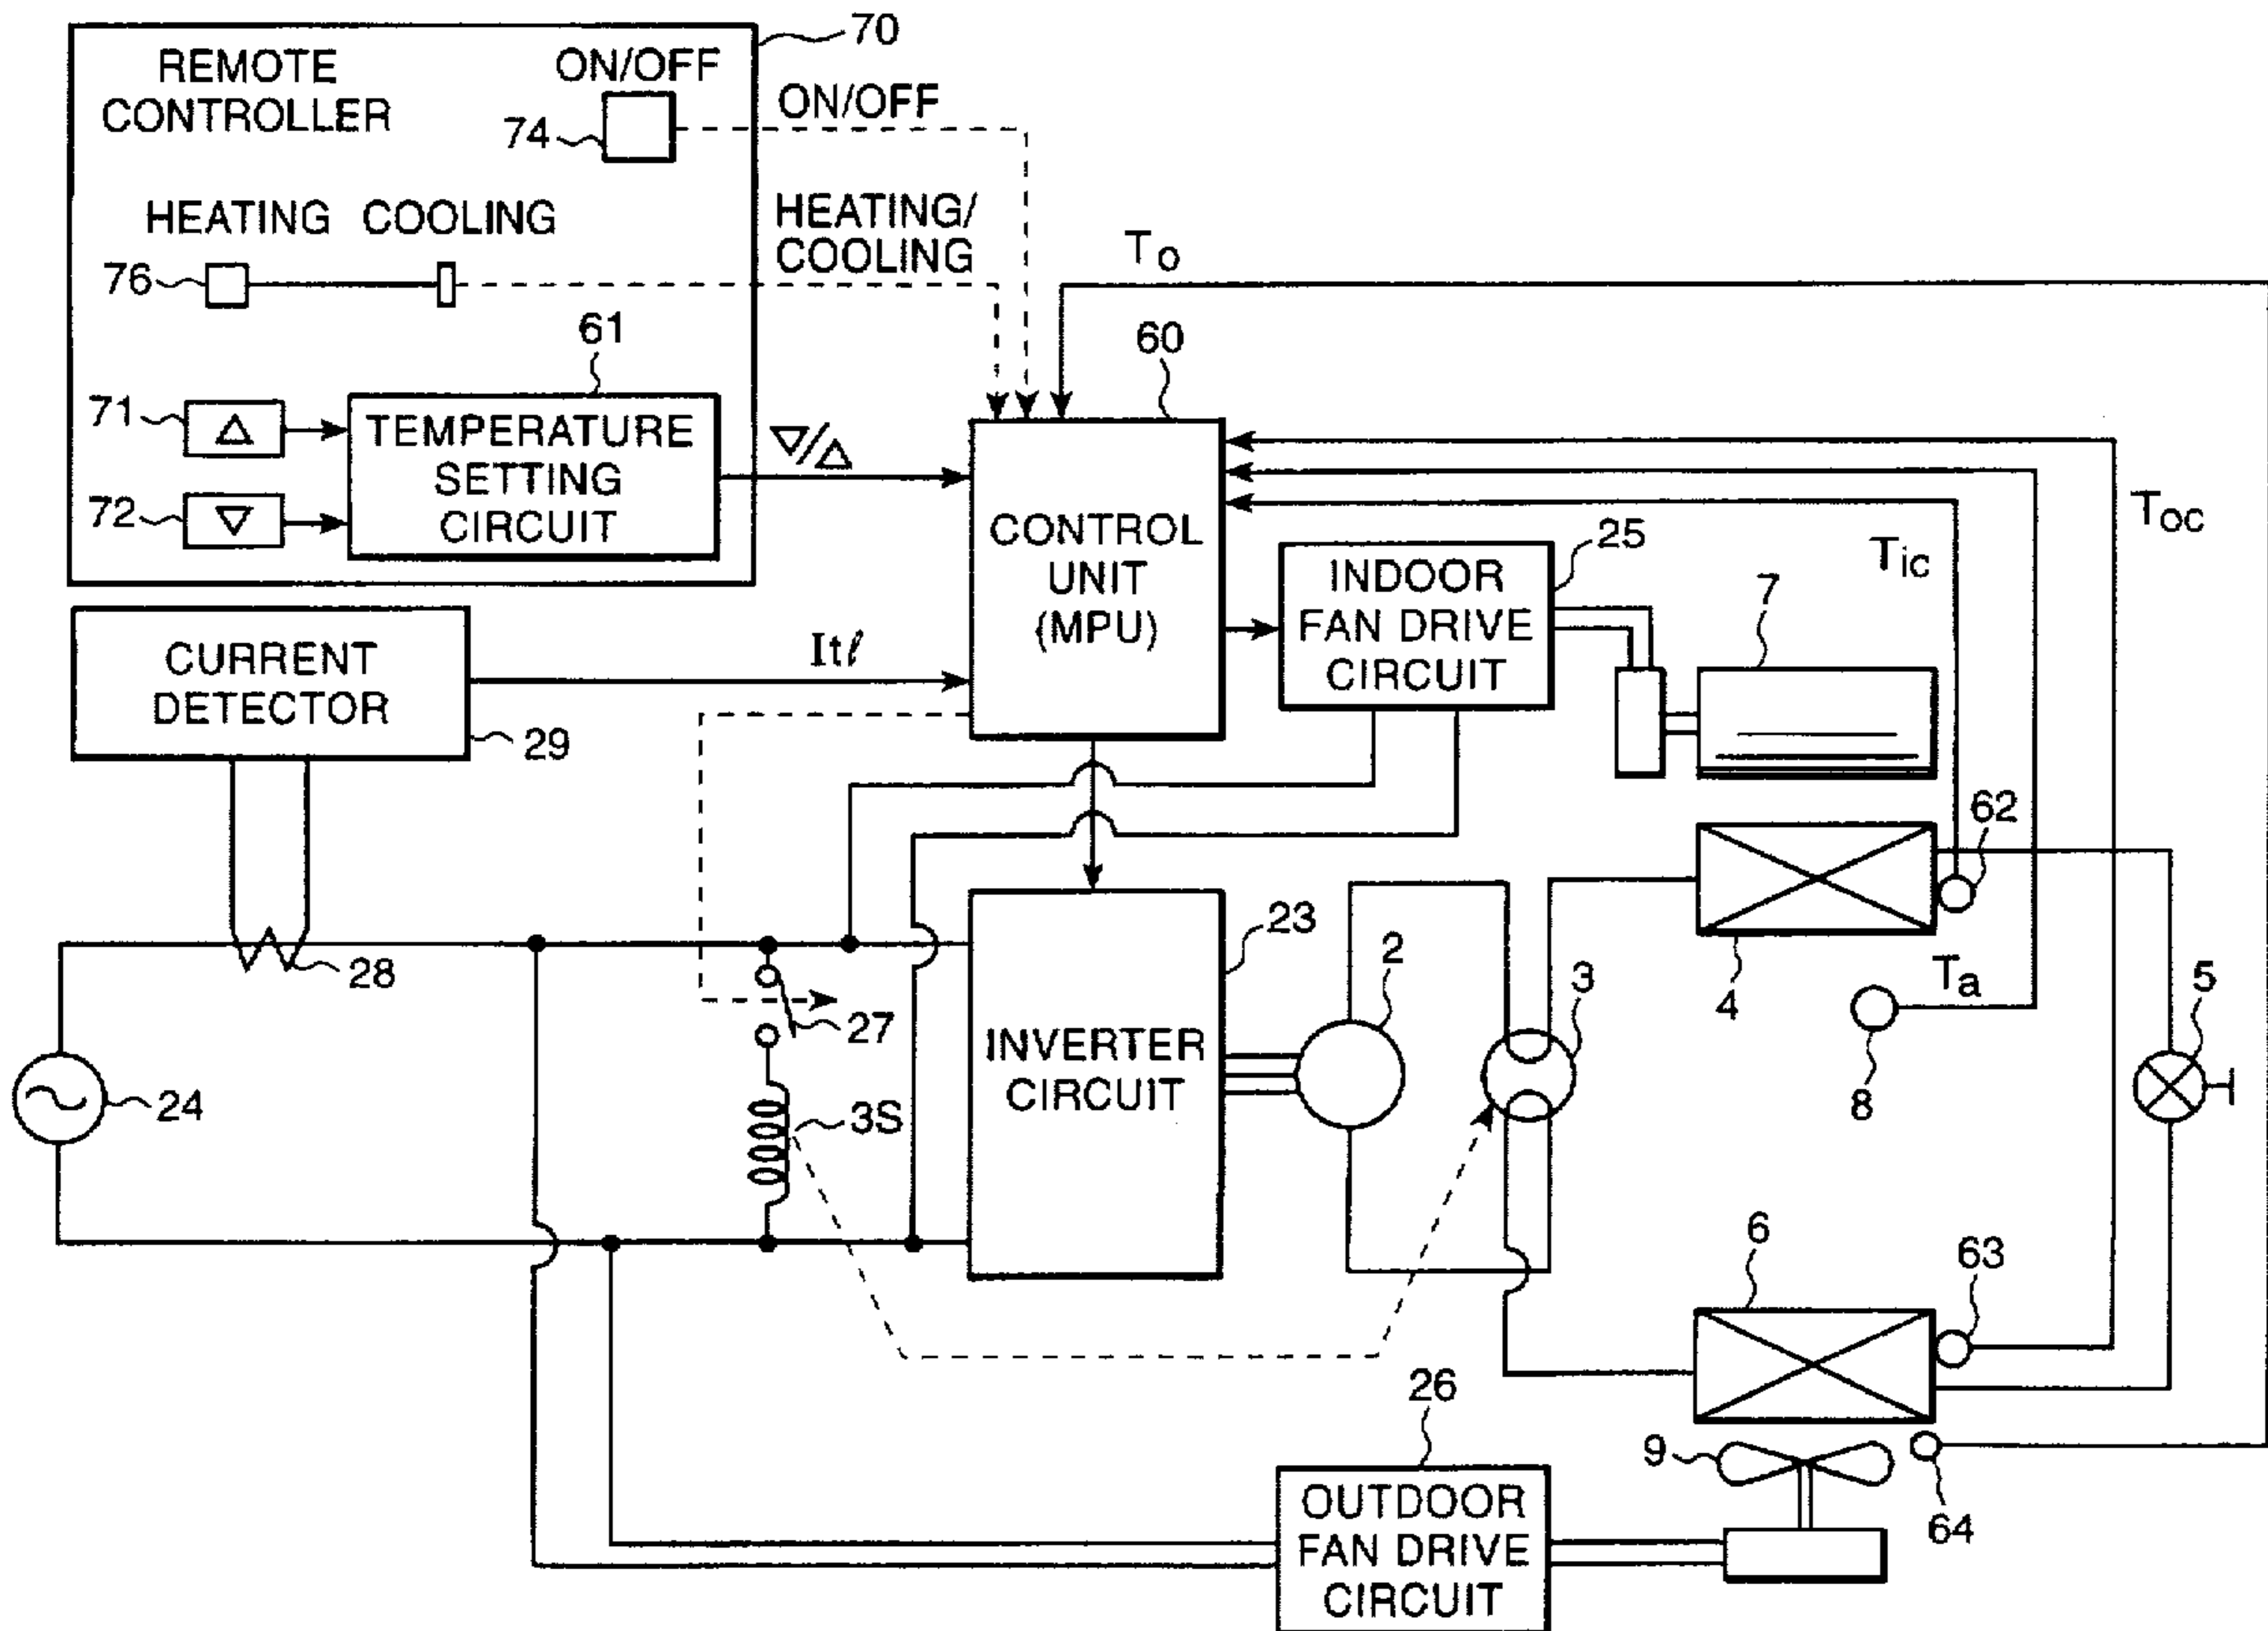 70
REMOTE
CONTROLLER
ON/OFF
74
ON/OFF
HEATING COOLING
76
HEATING/
COOLING
To
61
60
71 △
72 ▽
TEMPERATURE
SETTING
CIRCUIT
▽/△
CONTROL
UNIT
(MPU)
25
INDOOR
FAN DRIVE
CIRCUIT
Tic
Toc
7
CURRENT
DETECTOR
29
Itℓ
62
28
27
23
2
3
4
Ta
8
5
24
3S
INVERTER
CIRCUIT
6
63
26
9
64
OUTDOOR
FAN DRIVE
CIRCUIT